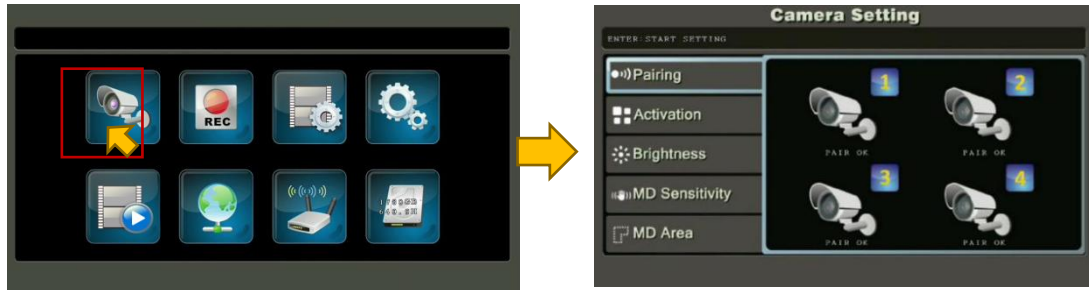 REC
Camera Setting
ENTER:START SETTING
Pairing
Activation
Brightness
MD Sensitivity
MD Area
1
2
PAIR OK
PAIR OK
3
4
PAIR OK
PAIR OK